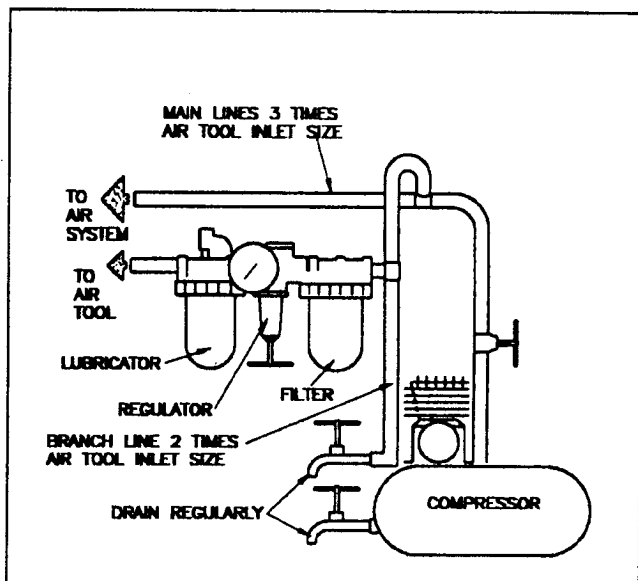 MAIN LINES 3 TIMES
AIR TOOL INLET SIZE
TO
AIR
SYSTEM
TO
AIR
TOOL
LUBRICATOR
REGULATOR
FILTER
BRANCH LINE 2 TIMES
AIR TOOL INLET SIZE
DRAIN REGULARLY
COMPRESSOR